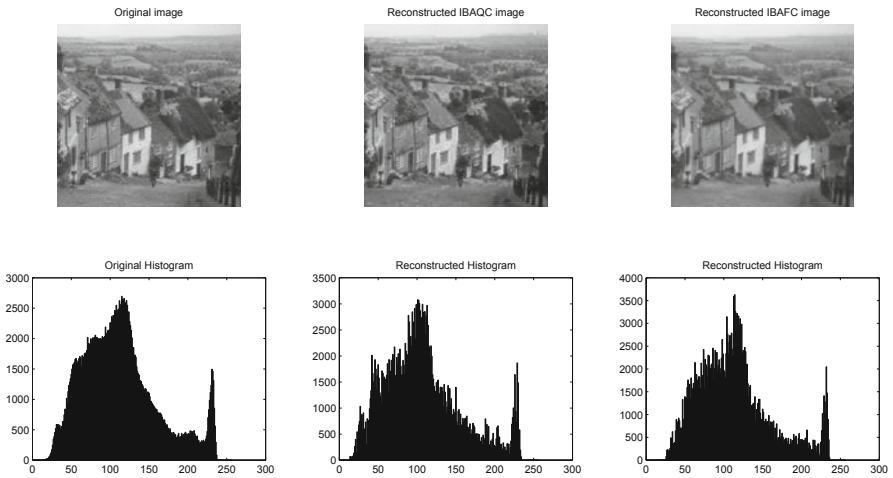 Original image
Reconstructed IBAQC image
Reconstructed IBAFC image
Original Histogram
3000
2500
2000
1500
1000
500
0
0 50 100 150 200 250 300
Reconstructed Histogram
3500
3000
2500
2000
1500
1000
500
0
0 50 100 150 200 250 300
Reconstructed Histogram
4000
3500
3000
2500
2000
1500
1000
500
0
0 50 100 150 200 250 300